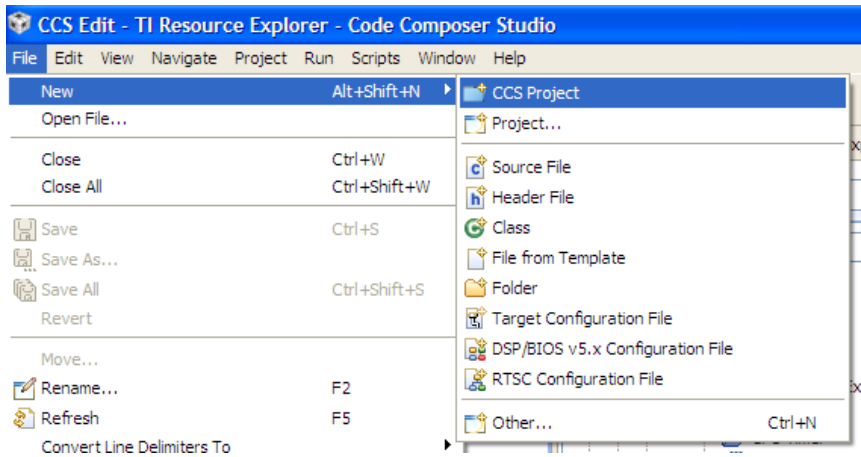 CCS Edit - TI Resource Explorer - Code Composer Studio
File Edit View Navigate Project Run Scripts Window Help
New Alt+Shift+N
Open File...
Close Ctrl+W
Close All Ctrl+Shift+W
Save Ctrl+S
Save As...
Save All Ctrl+Shift+S
Revert
Move...
Rename... F2
Refresh F5
Convert Line Delimiters To
CCS Project
Project...
Source File
Header File
Class
File from Template
Folder
Target Configuration File
DSP/BIOS v5.x Configuration File
RTSC Configuration File
Other... Ctrl+N